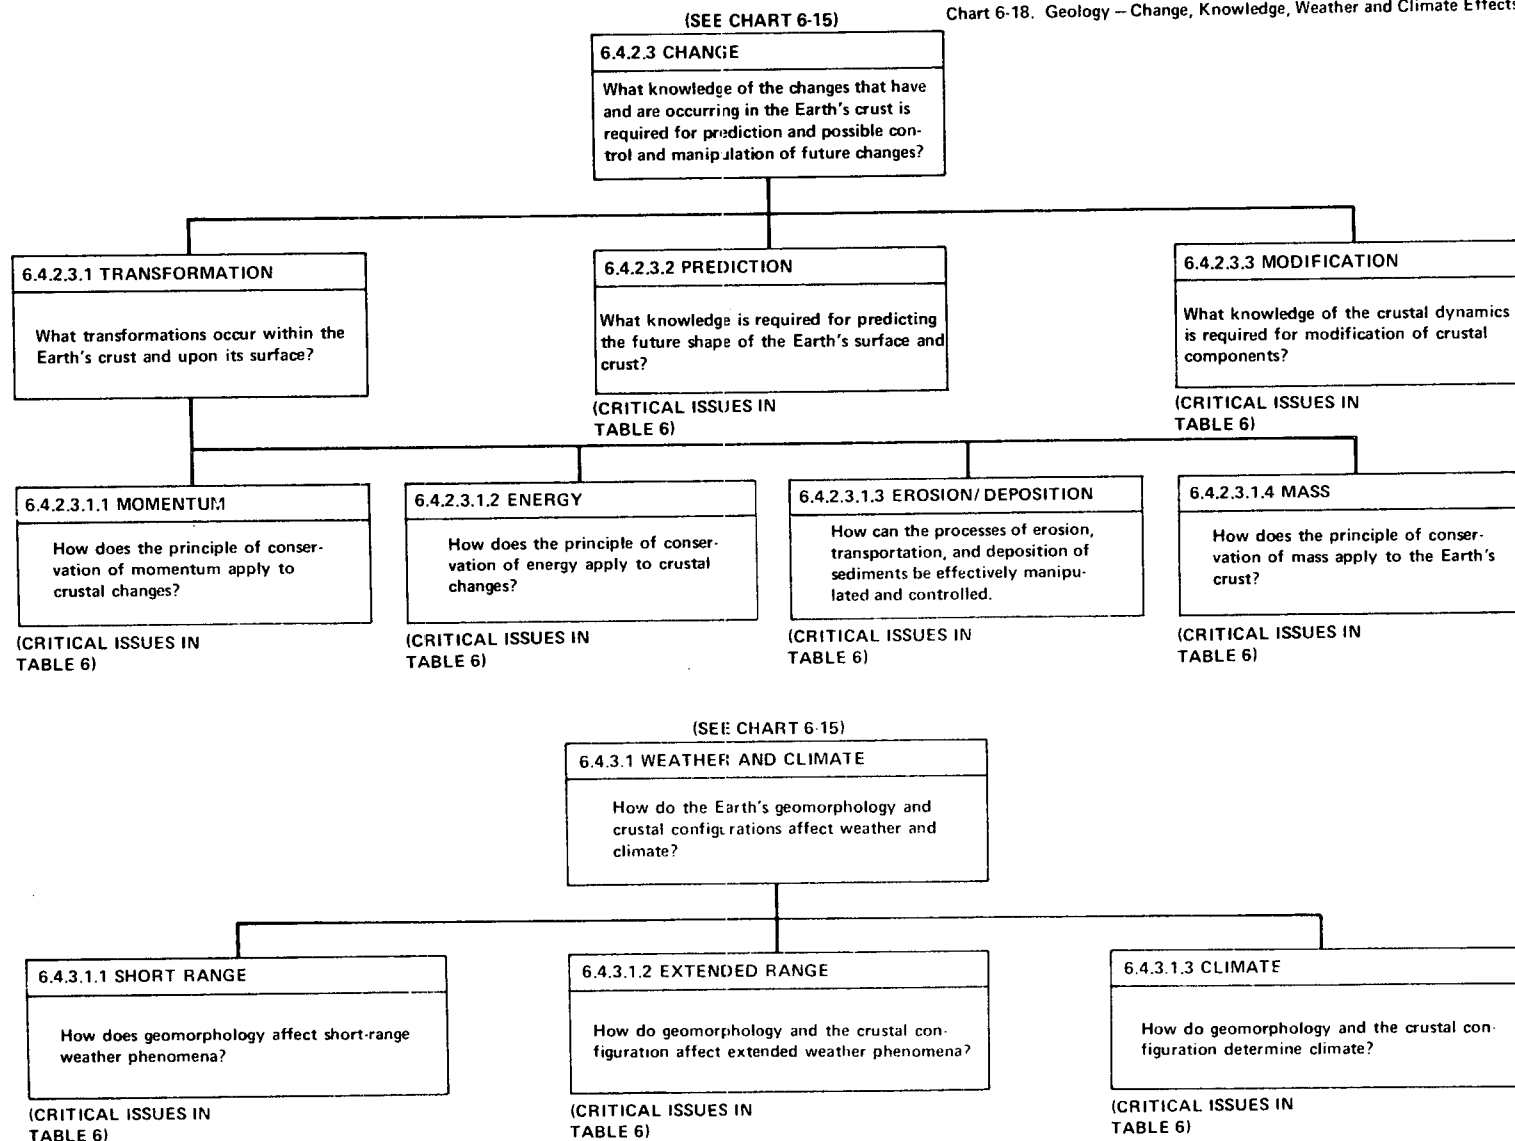 (SEE CHART 6-15)
Chart 6-18. Geology — Change, Knowledge, Weather and Climate Effects
6.4.2.3 CHANGE
What knowledge of the changes that have
and are occurring in the Earth's crust is
required for prediction and possible con-
trol and manipulation of future changes?
6.4.2.3.1 TRANSFORMATION
What transformations occur within the
Earth's crust and upon its surface?
6.4.2.3.2 PREDICTION
What knowledge is required for predicting
the future shape of the Earth's surface and
crust?
(CRITICAL ISSUES IN
TABLE 6)
6.4.2.3.3 MODIFICATION
What knowledge of the crustal dynamics
is required for modification of crustal
components?
(CRITICAL ISSUES IN
TABLE 6)
6.4.2.3.1.1 MOMENTUM
How does the principle of conser-
vation of momentum apply to
crustal changes?
(CRITICAL ISSUES IN
TABLE 6)
6.4.2.3.1.2 ENERGY
How does the principle of conser-
vation of energy apply to crustal
changes?
(CRITICAL ISSUES IN
TABLE 6)
6.4.2.3.1.3 EROSION/DEPOSITION
How can the processes of erosion,
transportation, and deposition of
sediments be effectively manipu-
lated and controlled.
(CRITICAL ISSUES IN
TABLE 6)
6.4.2.3.1.4 MASS
How does the principle of conser-
vation of mass apply to the Earth's
crust?
(CRITICAL ISSUES IN
TABLE 6)
(SEE CHART 6-15)
6.4.3.1 WEATHER AND CLIMATE
How do the Earth's geomorphology and
crustal configurations affect weather and
climate?
6.4.3.1.1 SHORT RANGE
How does geomorphology affect short-range
weather phenomena?
(CRITICAL ISSUES IN
TABLE 6)
6.4.3.1.2 EXTENDED RANGE
How do geomorphology and the crustal con-
figuration affect extended weather phenomena?
(CRITICAL ISSUES IN
TABLE 6)
6.4.3.1.3 CLIMATE
How do geomorphology and the crustal con-
figuration determine climate?
(CRITICAL ISSUES IN
TABLE 6)